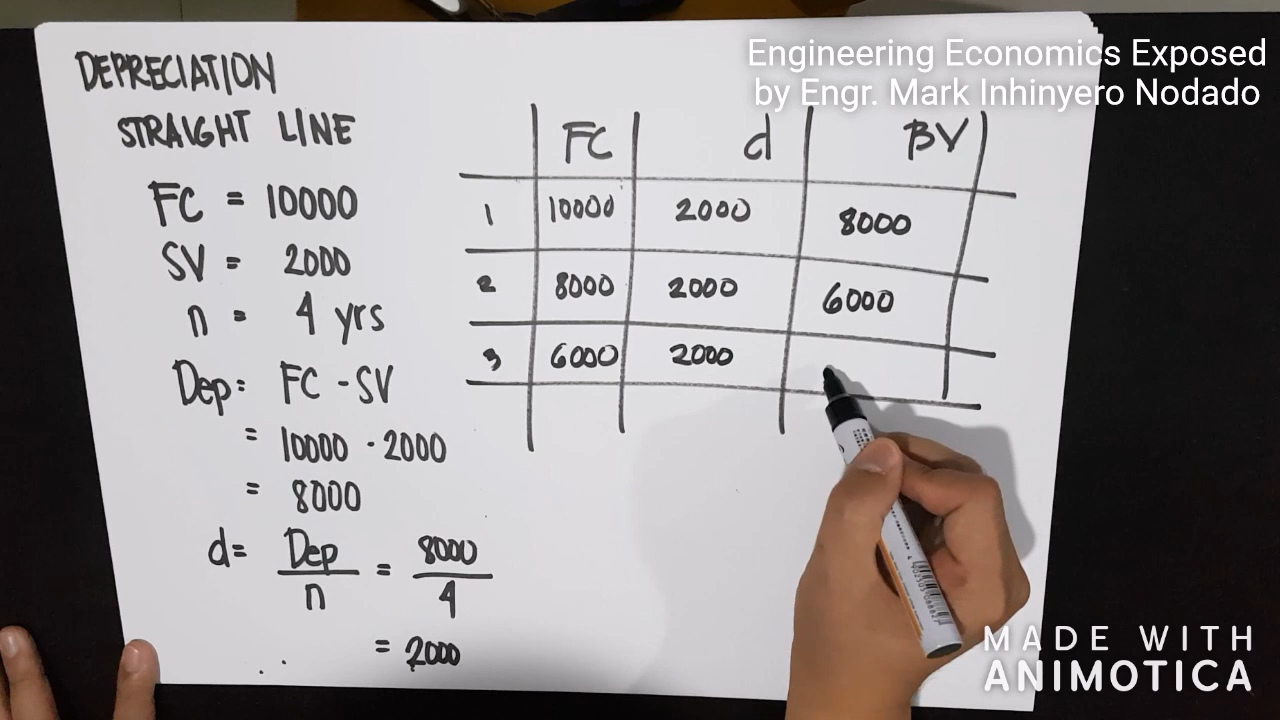 Engineering Economics Exposed
by Engr. Mark Inhinyero Nodado
DEPRECIATION
STRAIGHT LINE
FC = 10000
SV = 2000
n = 4 yrs
Dep = FC - SV
= 10000 - 2000
= 8000
d = Dep / n = 8000 / 4
= 2000
FC d BV
1 10000 2000 8000
2 8000 2000 6000
3 6000 2000
MADE WITH
ANIMOTICA